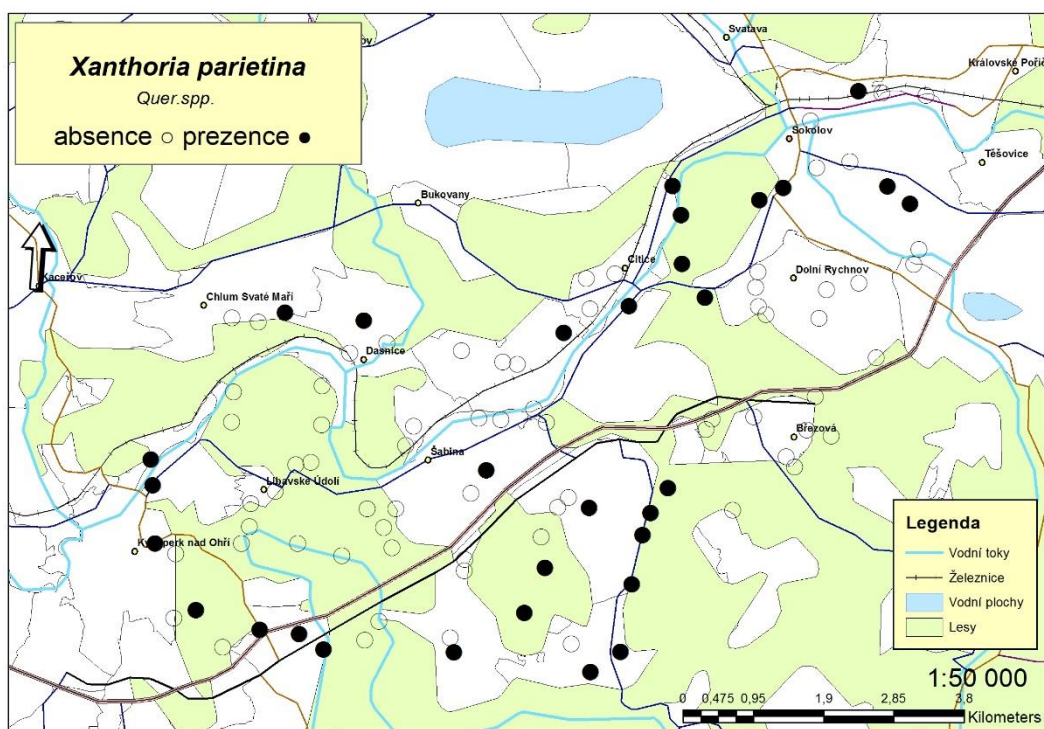 Xanthoria parietina
Quer.spp.
absence prezence
Svatava
Královské Poříč
Sokolov
Těšovice
Bukovany
Citice
Dolní Rychnov
Kaceřov
Chlum Svaté Maří
Dasnice
Březová
Šabina
Libavské Údolí
nad Ohří
Legenda
Vodní toky
Železnice
Vodní plochy
Lesy
1:50 000
0 0,475 0,95 1,9 2,85 3,8
Kilometers